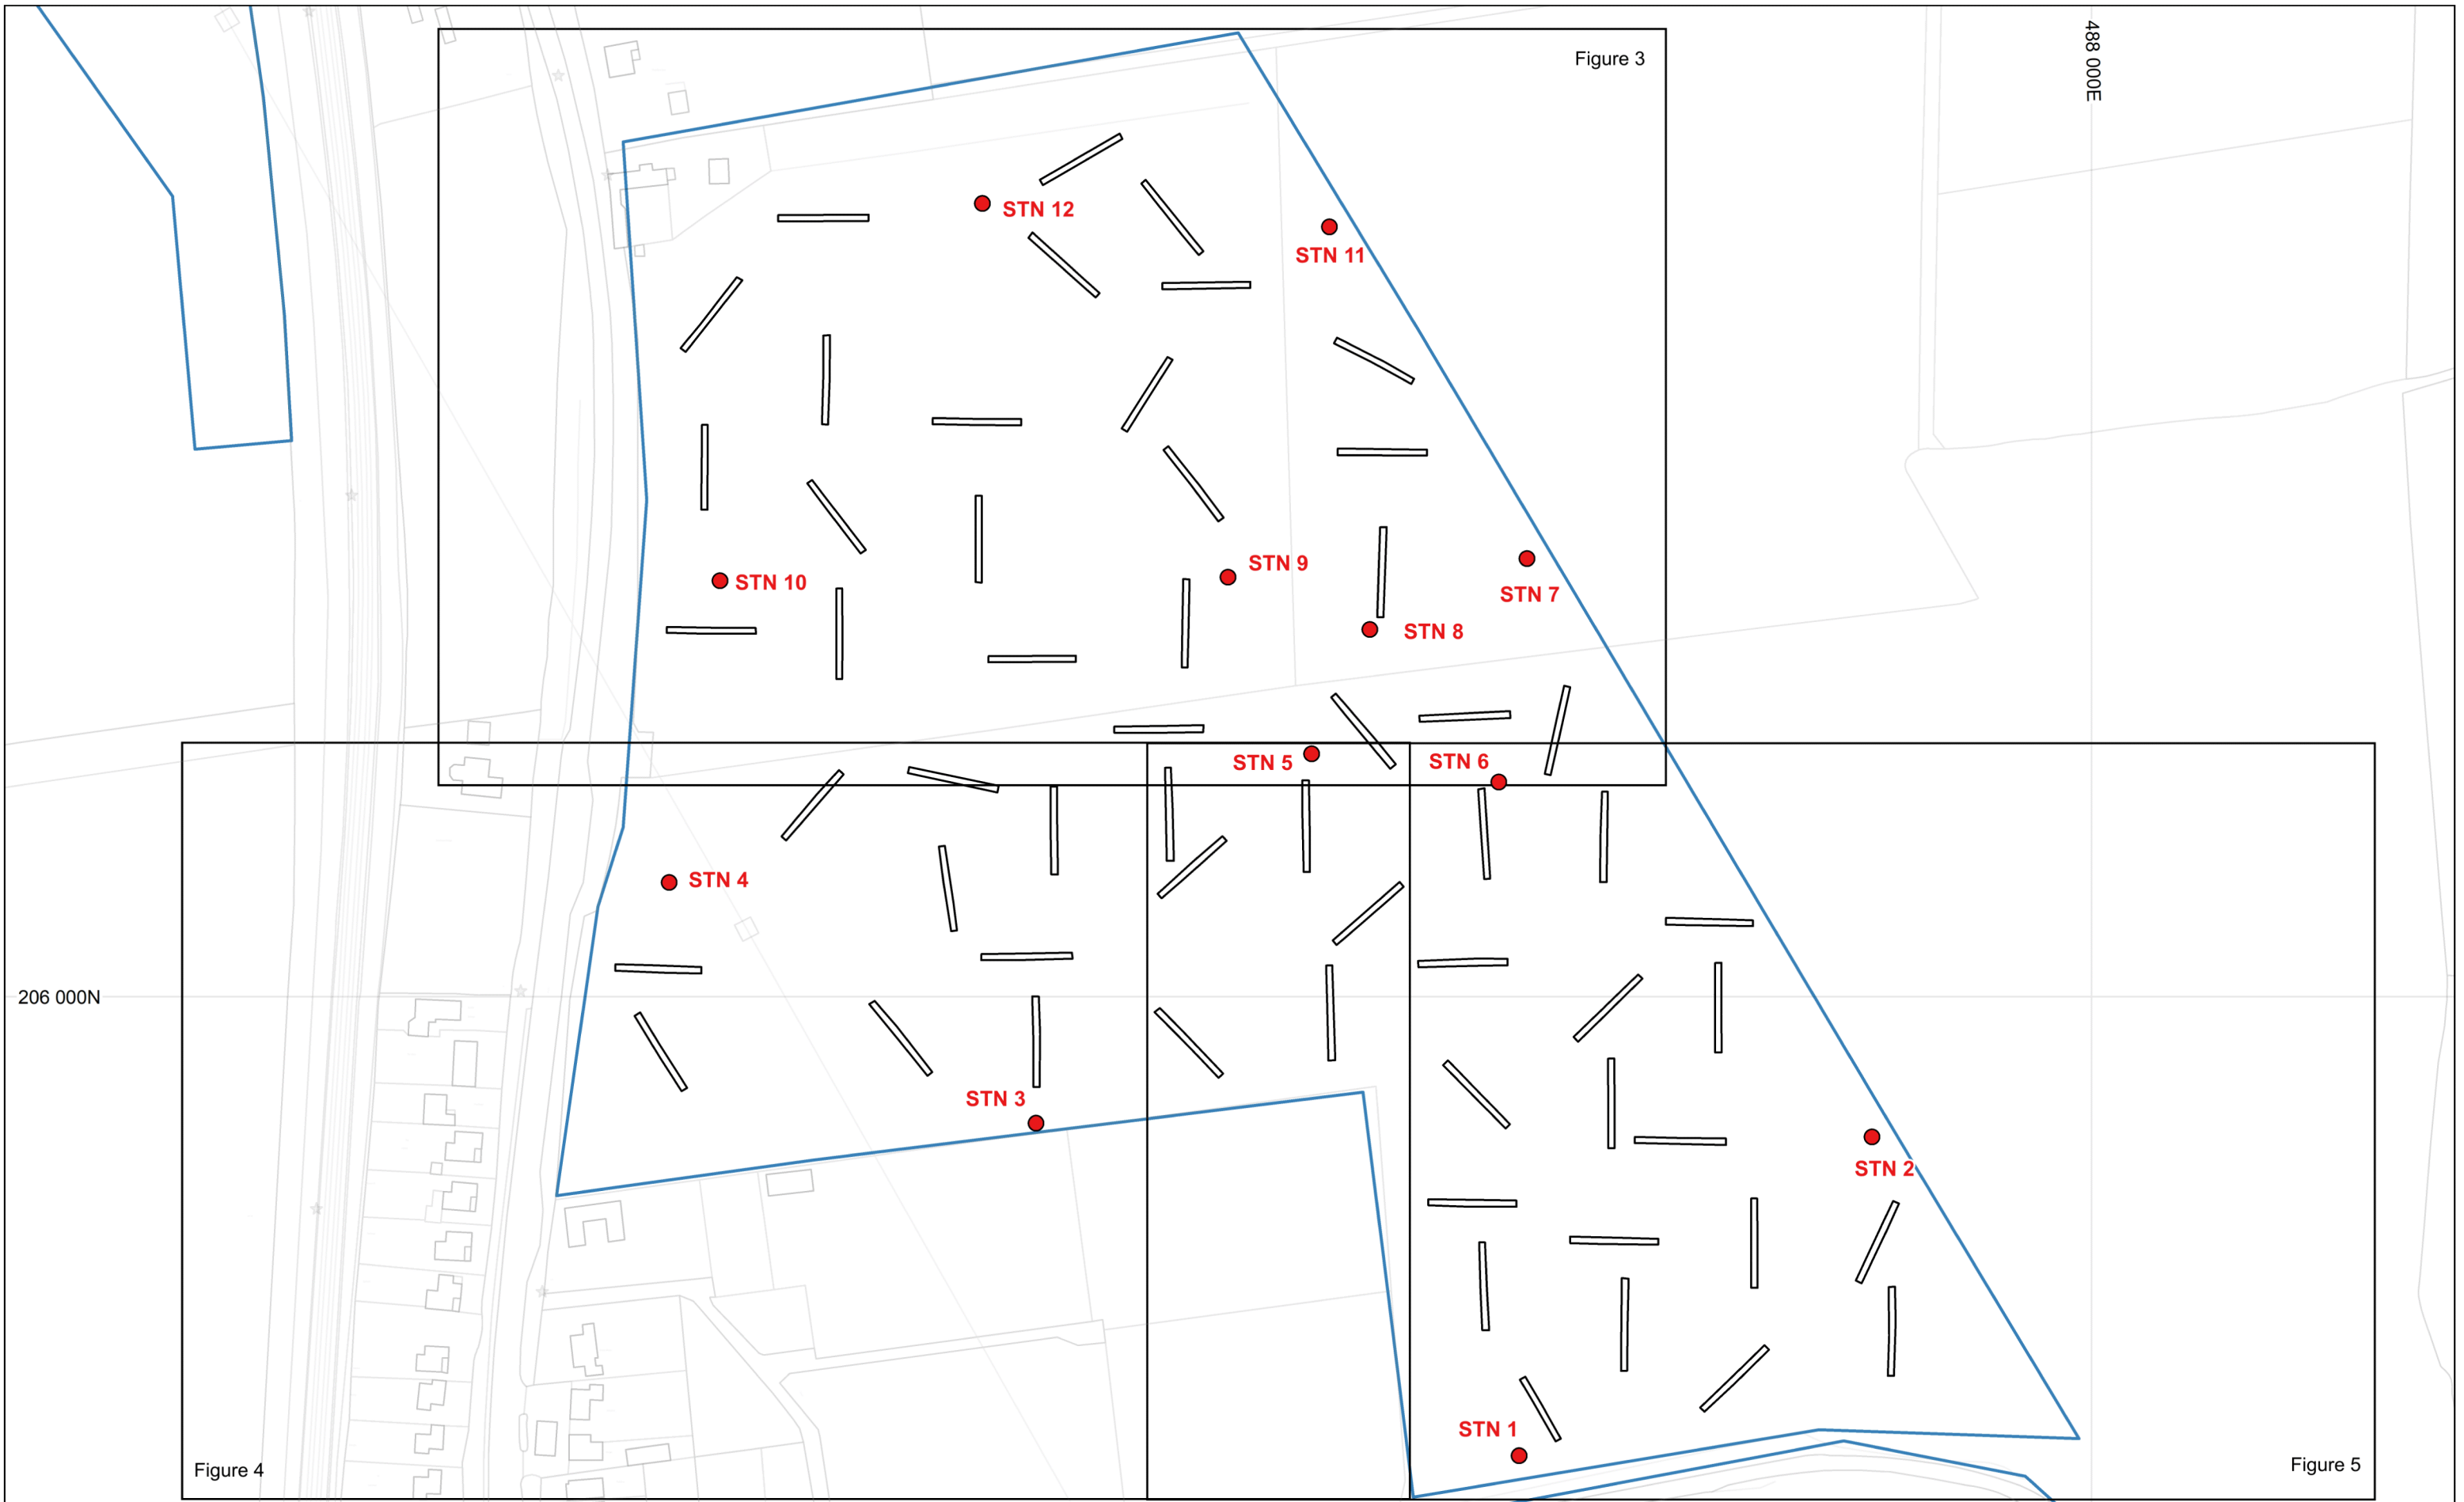 Figure 3
488 000E
STN 12
STN 11
STN 9
STN 10
STN 7
STN 8
STN 5
STN 6
STN 4
206 000N
STN 3
STN 2
STN 1
Figure 4
Figure 5